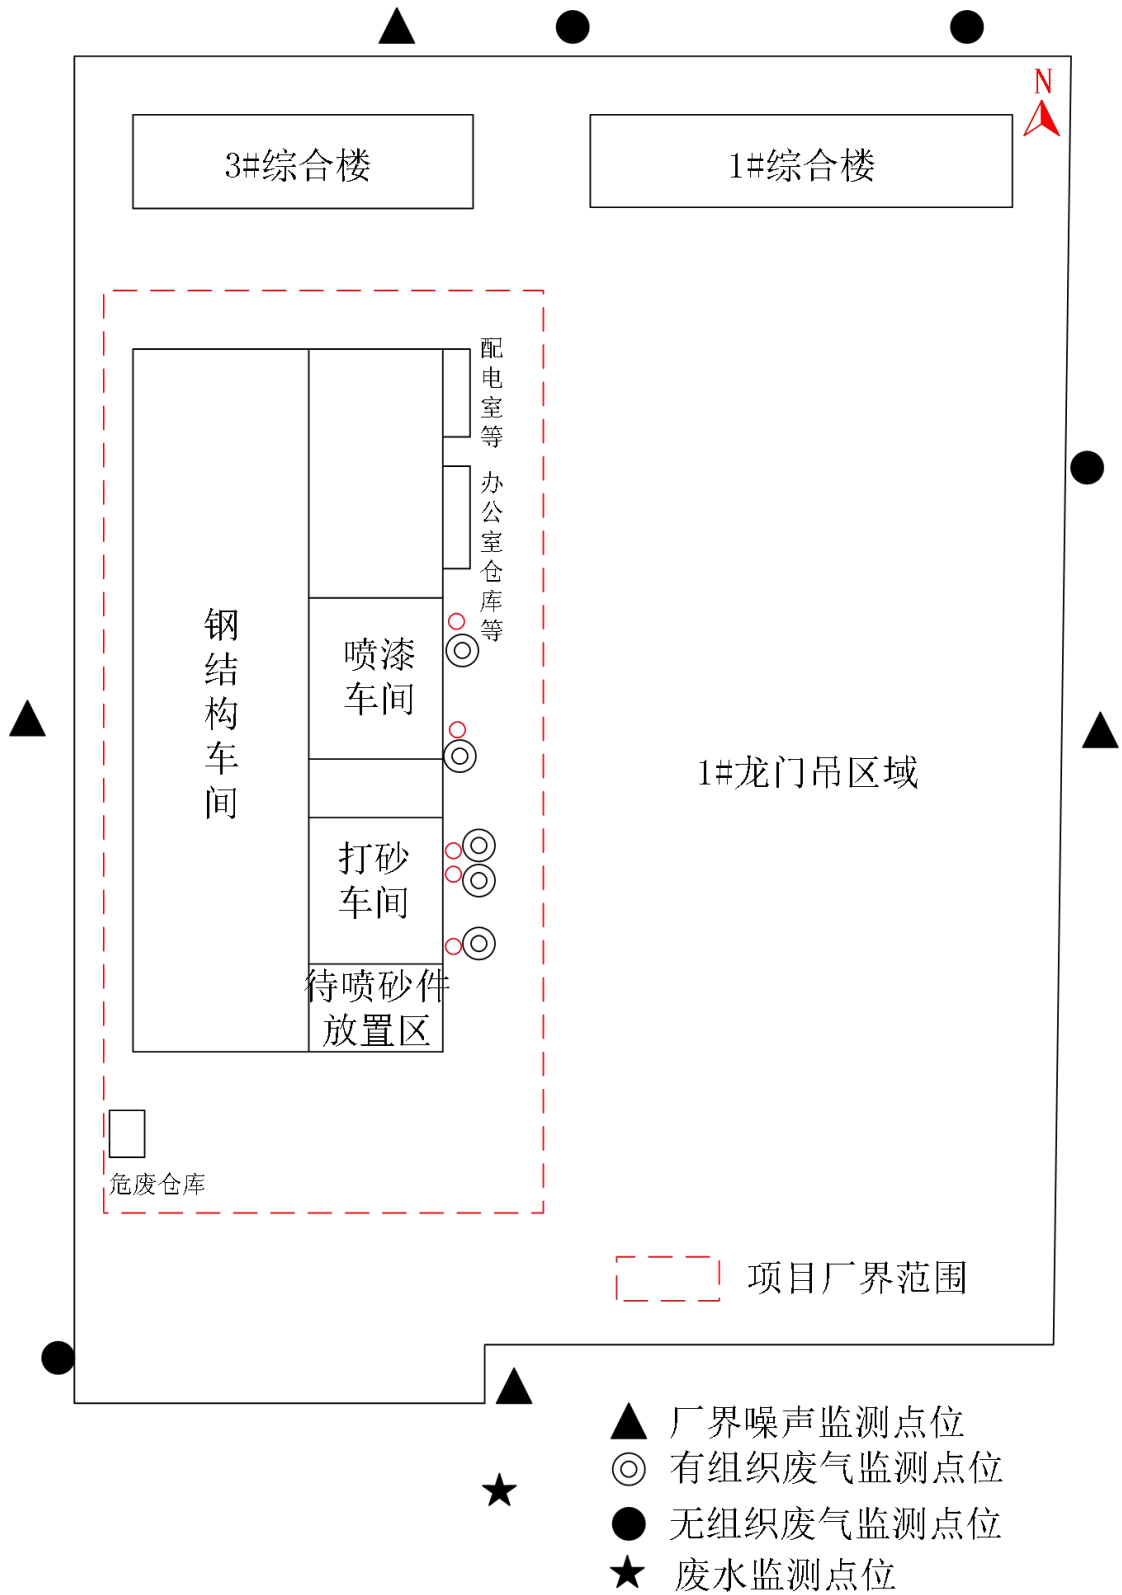 N
3#综合楼
1#综合楼
配电室等
办公室仓库等
钢结构车间
喷漆
车间
1#龙门吊区域
打砂
车间
待喷砂件
放置区
危废仓库
项目厂界范围
厂界噪声监测点位
有组织废气监测点位
无组织废气监测点位
废水监测点位